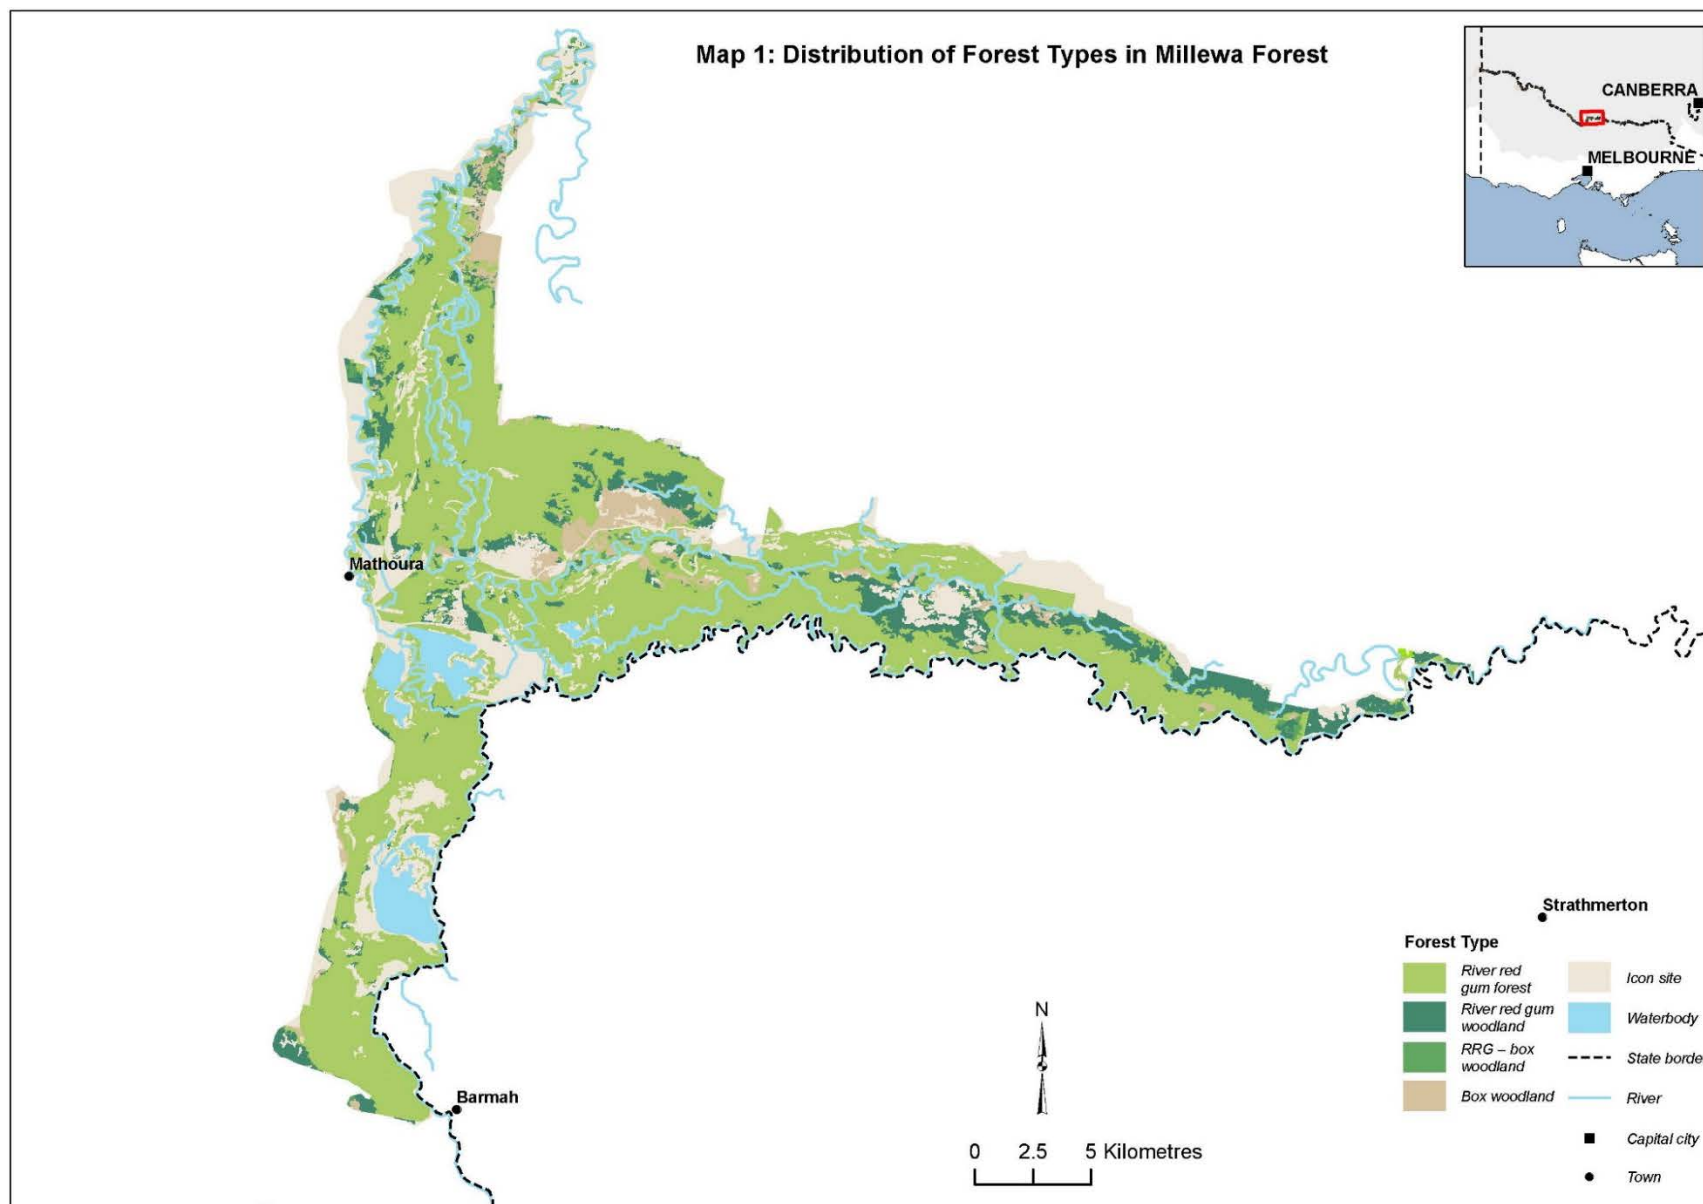 Map 1: Distribution of Forest Types in Millewa Forest
CANBERRA
MELBOURNE
Mathoura
Strathmerton
Barmah
Forest Type
River red
gum forest
River red gum
woodland
RRG – box
woodland
Box woodland
Icon site
Waterbody
State borde
River
Capital city
Town
N
0 2.5 5 Kilometres